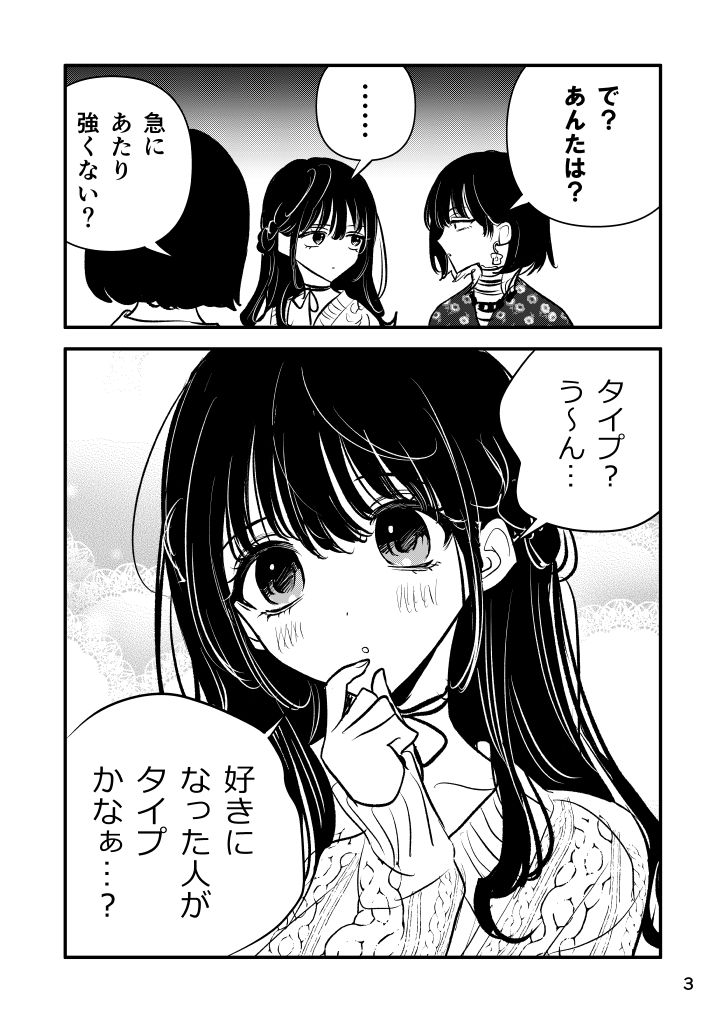 で？
あんたは？
……
急に
あたり
強くない？
タイプ？
う～ん…
好きに
なった人が
タイプ
かなぁ…？
3